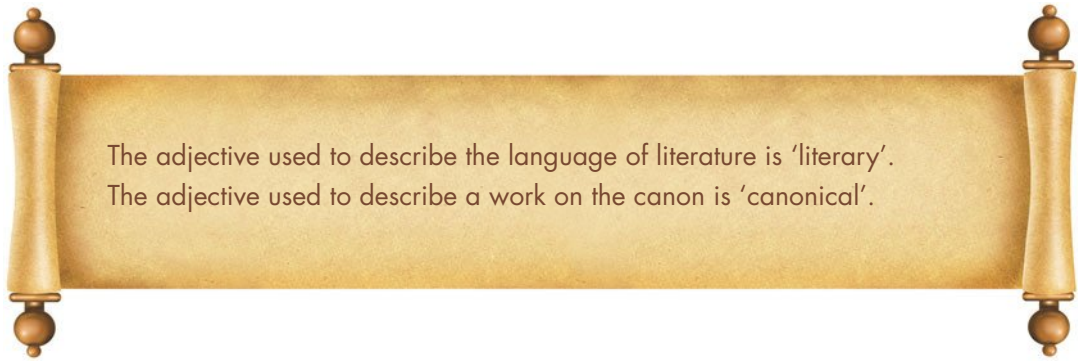 The adjective used to describe the language of literature is ‘literary’.
The adjective used to describe a work on the canon is ‘canonical’.